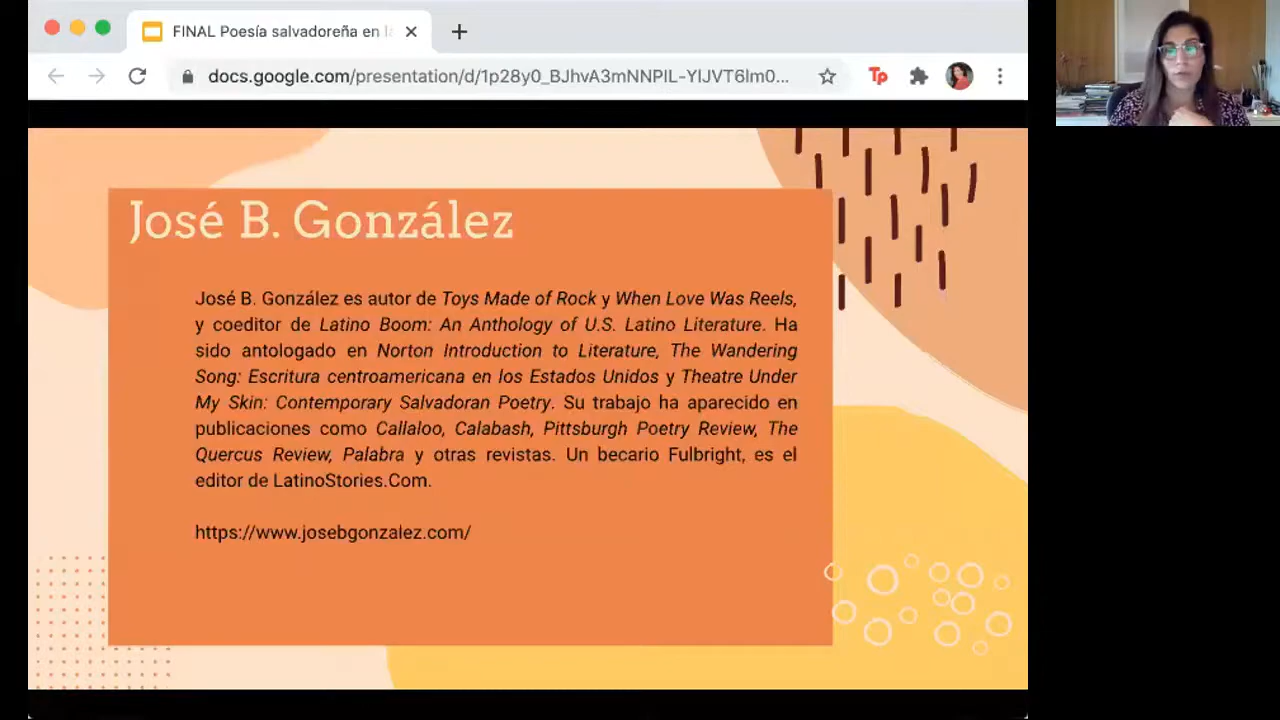 FINAL Poesía salvadoreña en la
docs.google.com/presentation/d/1p28y0_BJhvA3mNNPIL-YIJVT6lm0...
Tp
José B. González
José B. González es autor de Toys Made of Rock y When Love Was Reels,
y coeditor de Latino Boom: An Anthology of U.S. Latino Literature. Ha
sido antologado en Norton Introduction to Literature, The Wandering
Song: Escritura centroamericana en los Estados Unidos y Theatre Under
My Skin: Contemporary Salvadoran Poetry. Su trabajo ha aparecido en
publicaciones como Callaloo, Calabash, Pittsburgh Poetry Review, The
Quercus Review, Palabra y otras revistas. Un becario Fulbright, es el
editor de LatinoStories.Com.
https://www.josebgonzalez.com/